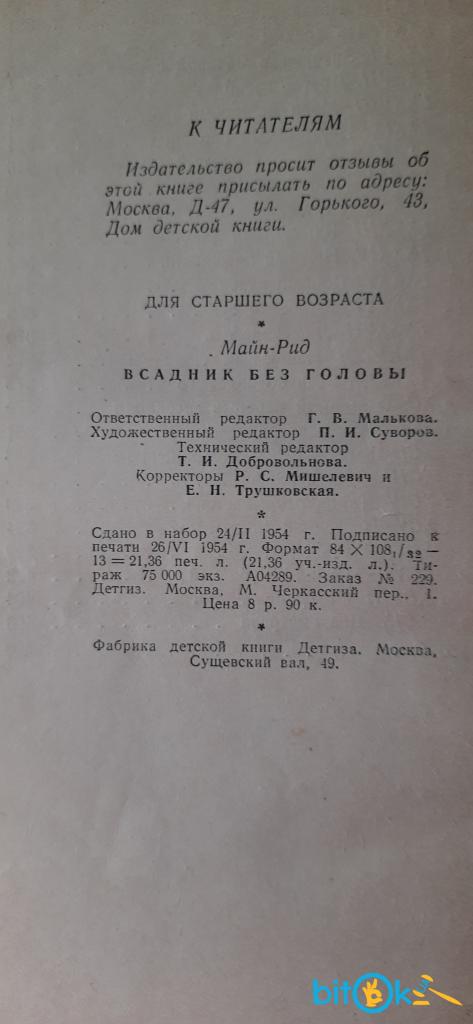 К ЧИТАТЕЛЯМ
Издательство просит отзывы об
этой книге присылать по адресу:
Москва, Д-47, ул. Горького, 43,
Дом детской книги.
ДЛЯ СТАРШЕГО ВОЗРАСТА
*
Майн-Рид
ВСАДНИК БЕЗ ГОЛОВЫ
Ответственный редактор Г. В. Малькова.
Художественный редактор П. И. Суворов.
Технический редактор
Т. И. Добровольнова.
Корректоры Р. С. Мишелевич и
Е. Н. Трушковская.
*
Сдано в набор 24/II 1954 г. Подписано к
печати 26/VI 1954 г. Формат 84 × 108 1/32 —
13 = 21,36 печ. л. (21,36 уч.-изд. л.). Ти-
раж 75 000 экз. А04289. Заказ № 229.
Детгиз. Москва, М. Черкасский пер., 1.
Цена 8 р. 90 к.
*
Фабрика детской книги Детгиза. Москва,
Сущевский вал, 49.
bitOk